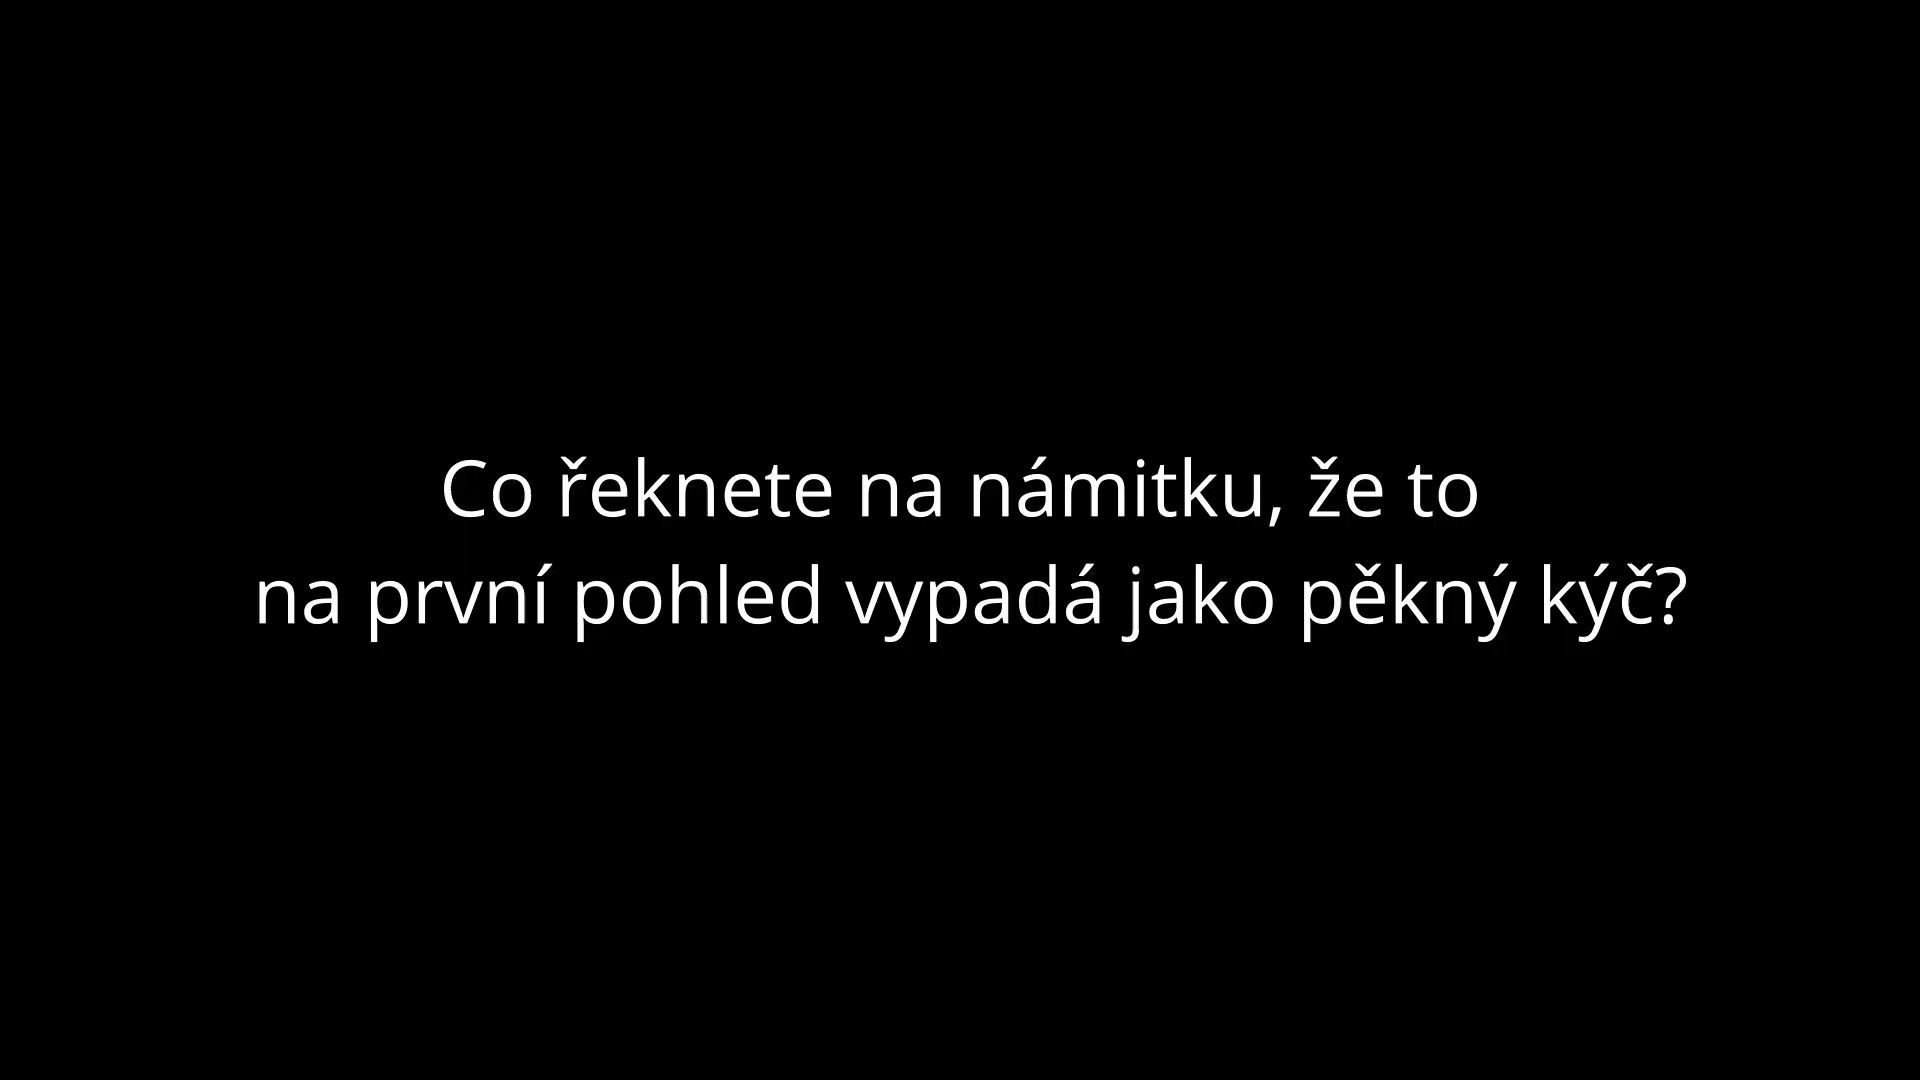 Co řeknete na námitku, že to
na první pohled vypadá jako pěkný kýč?